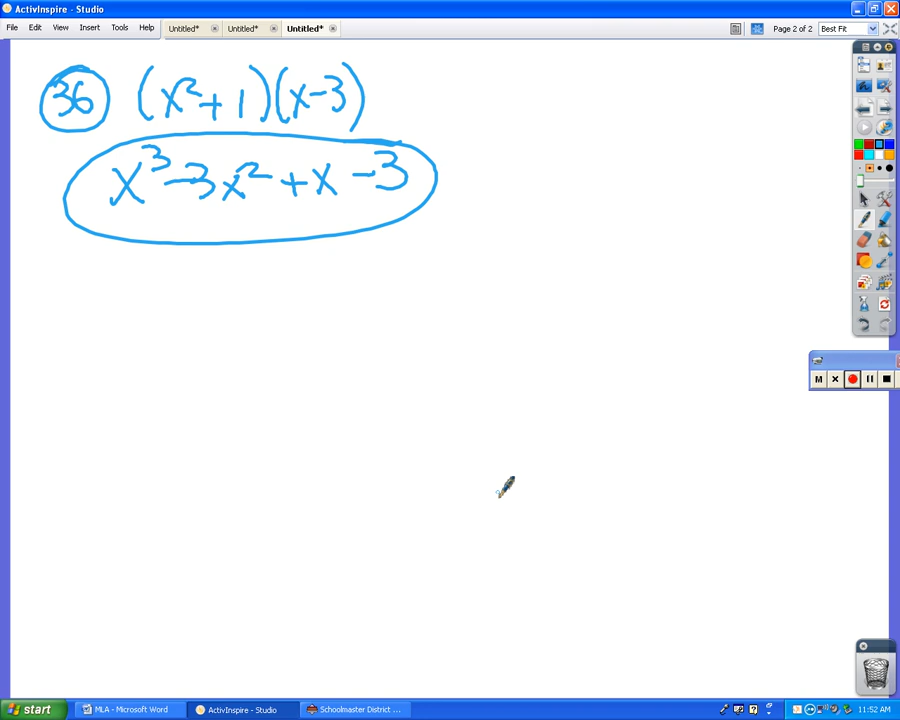 ActivInspire - Studio
File Edit View Insert Tools Help Untitled* Untitled* Untitled* Page 2 of 2 Best Fit
36 (x²+1)(x-3)
x³-3x²+x-3
M
start MLA - Microsoft Word ActivInspire - Studio Schoolmaster District ... 11:52 AM